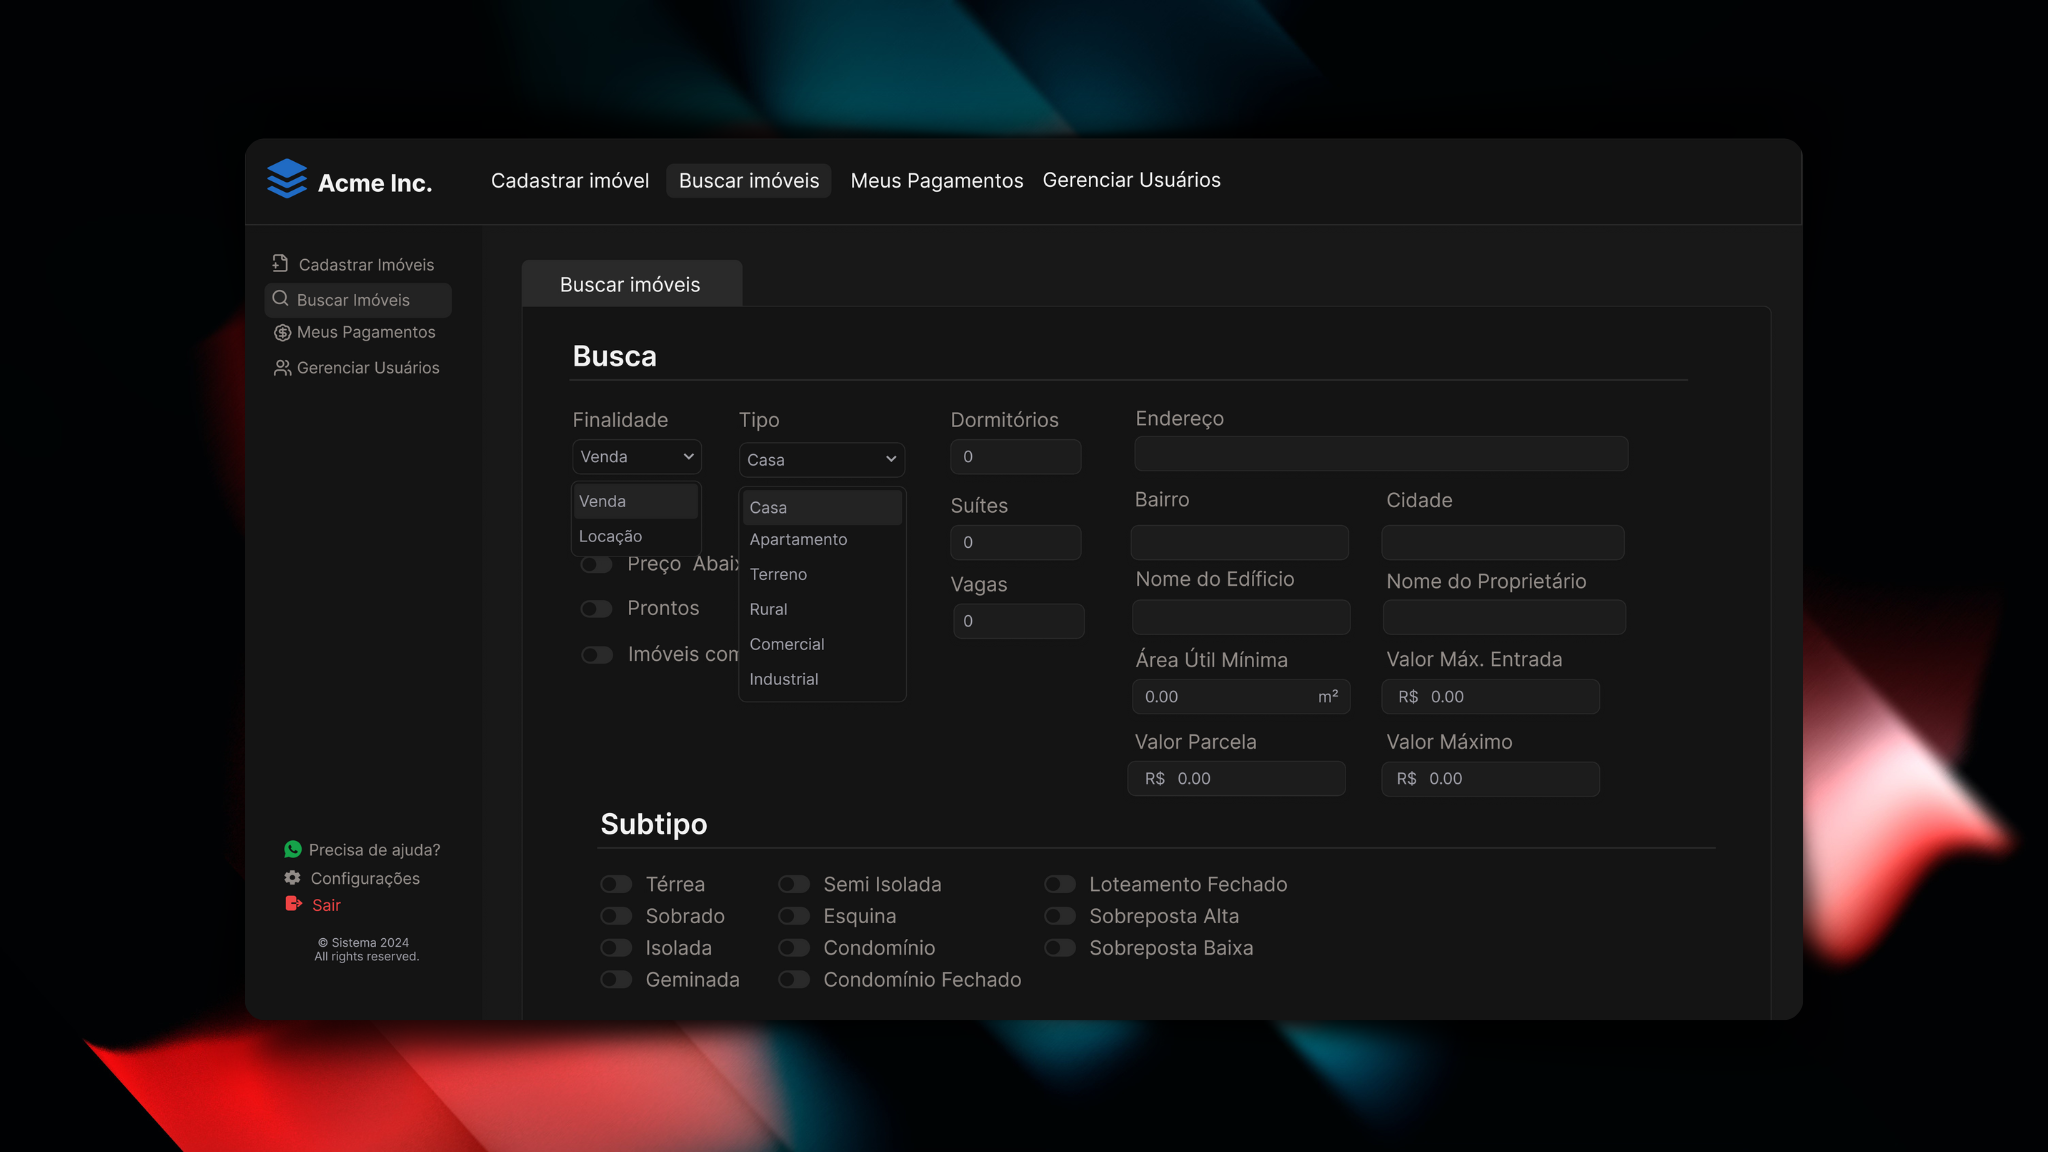 Acme Inc.
Cadastrar imóvel
Buscar imóveis
Meus Pagamentos
Gerenciar Usuários
Cadastrar Imóveis
Buscar Imóveis
Meus Pagamentos
Gerenciar Usuários
Precisa de ajuda?
Configurações
Sair
© Sistema 2024
All rights reserved.
Buscar imóveis
Busca
Finalidade
Venda
Venda
Locação
Preço Abaix
Prontos
Imóveis com
Tipo
Casa
Casa
Apartamento
Terreno
Rural
Comercial
Industrial
Dormitórios
0
Suítes
0
Vagas
0
Endereço
Bairro
Cidade
Nome do Edíficio
Nome do Proprietário
Área Útil Mínima
0.00 m²
Valor Máx. Entrada
R$ 0.00
Valor Parcela
R$ 0.00
Valor Máximo
R$ 0.00
Subtipo
Térrea
Sobrado
Isolada
Geminada
Semi Isolada
Esquina
Condomínio
Condomínio Fechado
Loteamento Fechado
Sobreposta Alta
Sobreposta Baixa